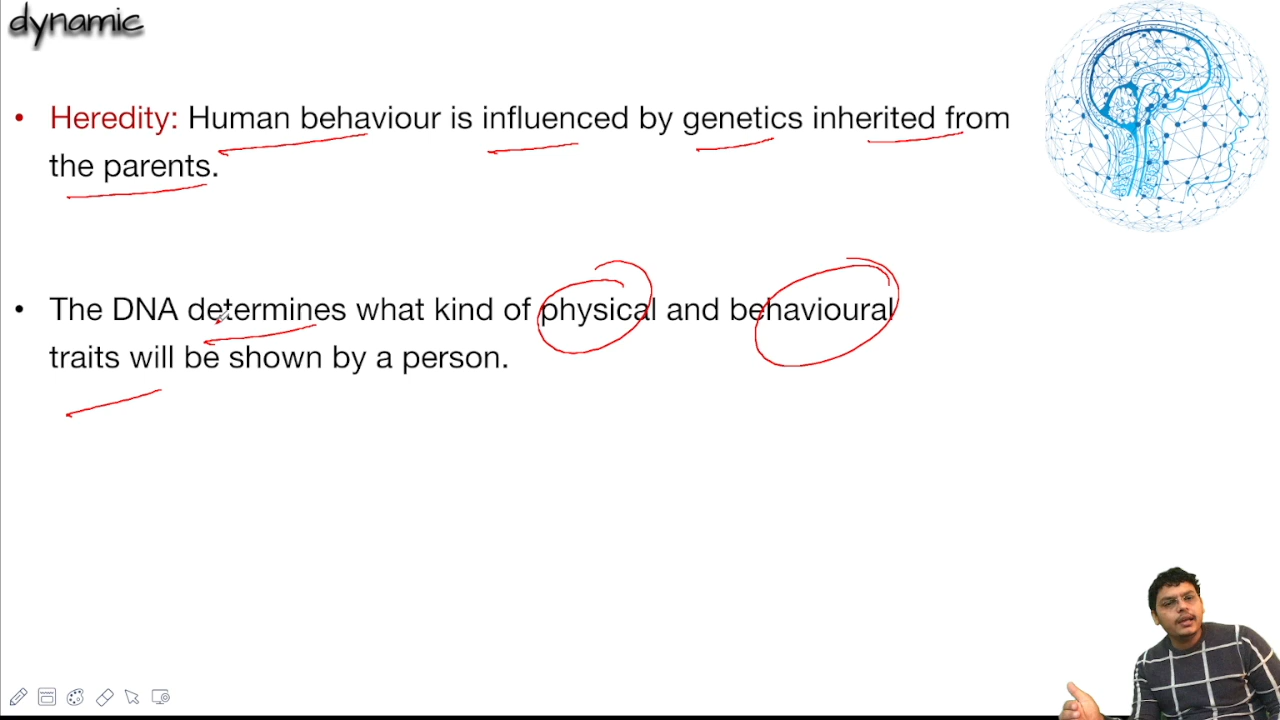 dynamic
• Heredity: Human behaviour is influenced by genetics inherited from
the parents.
• The DNA determines what kind of physical and behavioural
traits will be shown by a person.